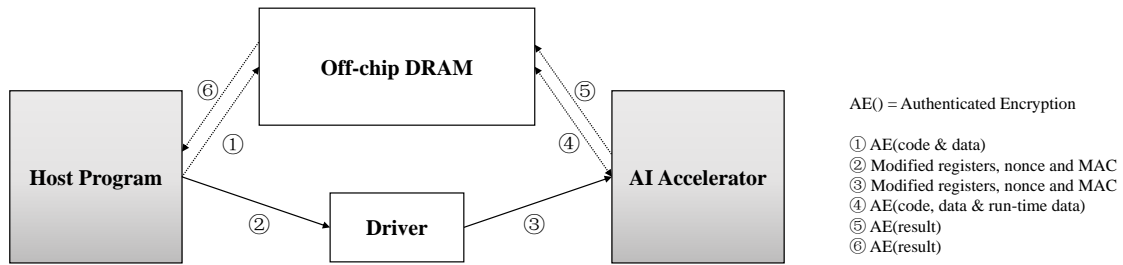 Off-chip DRAM
⑥
①
⑤
④
Host Program
AI Accelerator
②
Driver
③
AE() = Authenticated Encryption
① AE(code & data)
② Modified registers, nonce and MAC
③ Modified registers, nonce and MAC
④ AE(code, data & run-time data)
⑤ AE(result)
⑥ AE(result)